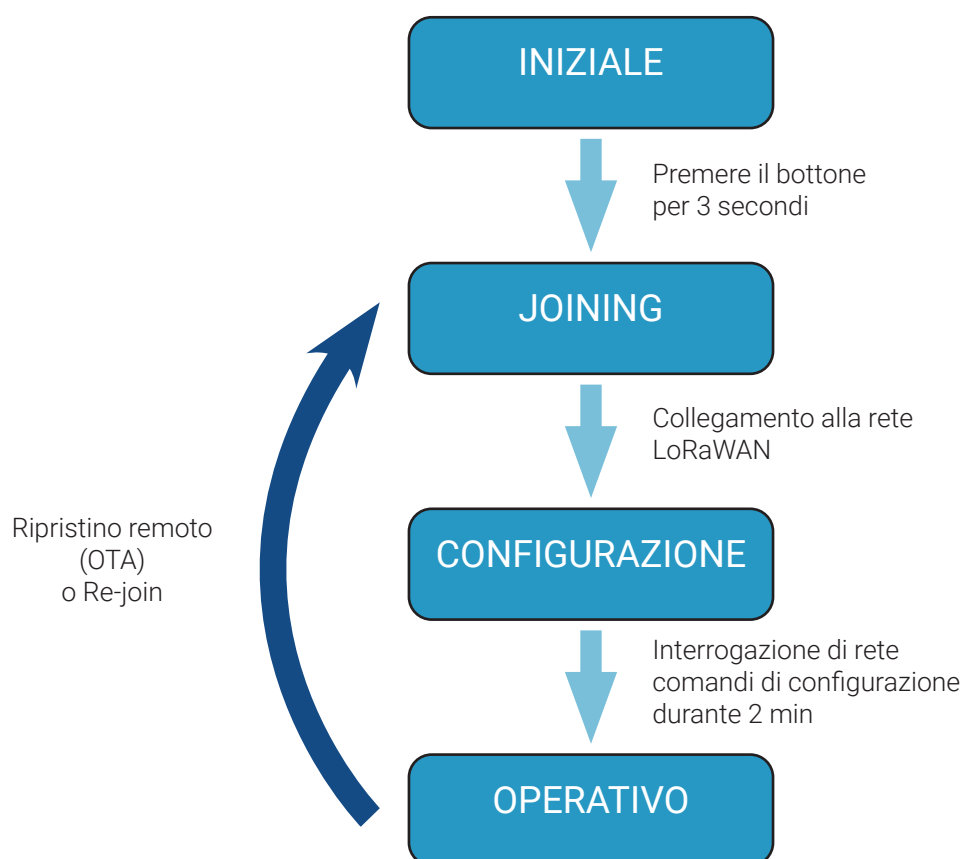 INIZIALE
Premere il bottone
per 3 secondi
JOINING
Collegamento alla rete
LoRaWAN
CONFIGURAZIONE
Ripristino remoto
(OTA)
o Re-join
Interrogazione di rete
comandi di configurazione
durante 2 min
OPERATIVO